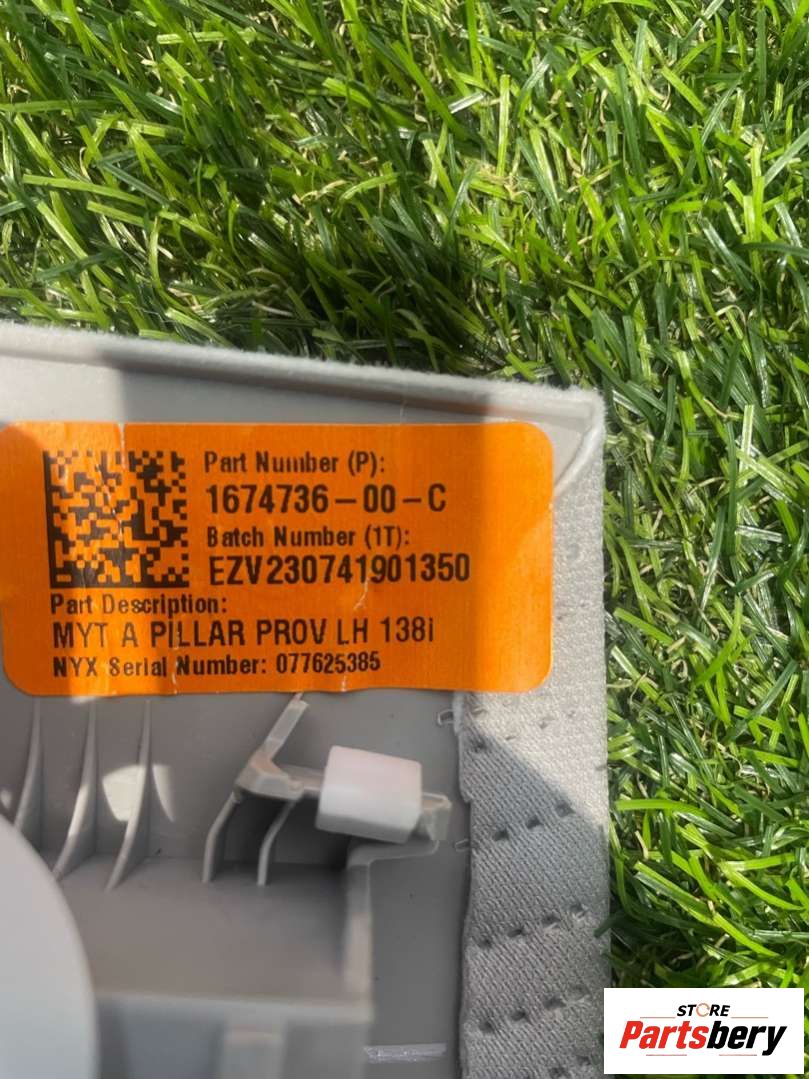 Part Number (P):
1674736-00-C
Batch Number (1T):
EZV230741901350
Part Description:
MYT A PILLAR PROV LH 138i
NYX Serial Number: 077625385
STORE
Partsbery